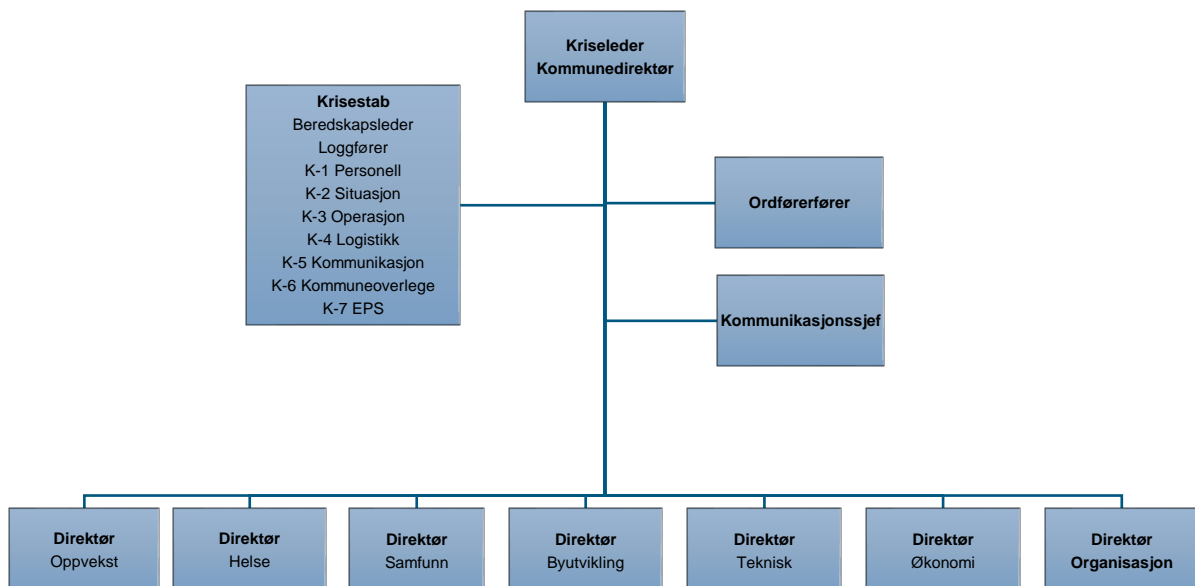 Kriseleder
Kommunedirektør
Krisestab
Beredskapsleder
Loggfører
K-1 Personell
K-2 Situasjon
K-3 Operasjon
K-4 Logistikk
K-5 Kommunikasjon
K-6 Kommuneoverlege
K-7 EPS
Ordførerfører
Kommunikasjonssjef
Direktør
Oppvekst
Direktør
Helse
Direktør
Samfunn
Direktør
Byutvikling
Direktør
Teknisk
Direktør
Økonomi
Direktør
Organisasjon